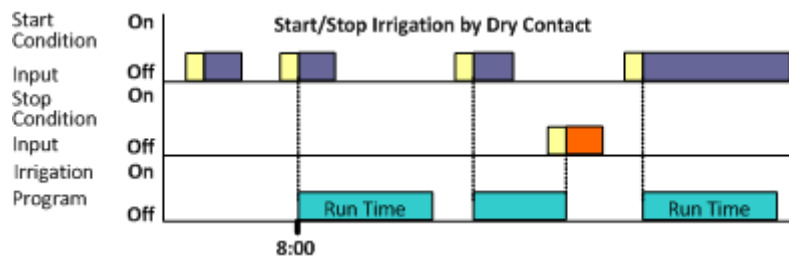 Start/Stop Irrigation by Dry Contact
Start
Condition
Input
On
Off
Stop
Condition
Input
On
Off
Irrigation
Program
On
Off
Run Time
Run Time
8:00